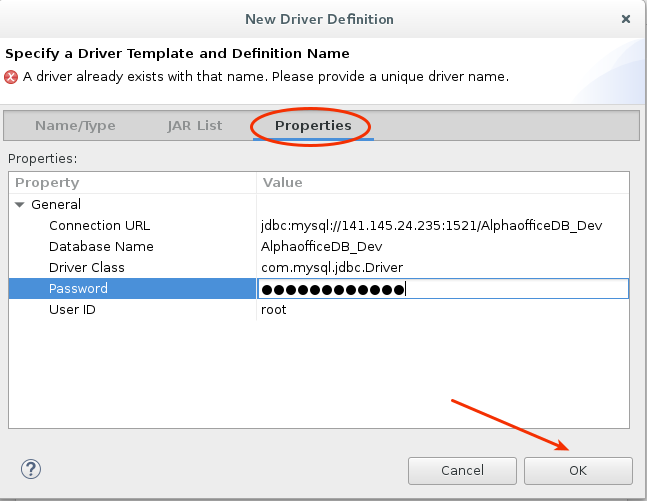 New Driver Definition
Specify a Driver Template and Definition Name
A driver already exists with that name. Please provide a unique driver name.
Name/Type JAR List Properties
Properties:
Property Value
General
Connection URL jdbc:mysql://141.145.24.235:1521/AlphaofficeDB_Dev
Database Name AlphaofficeDB_Dev
Driver Class com.mysql.jdbc.Driver
Password ●●●●●●●●●●●●
User ID root
? Cancel OK